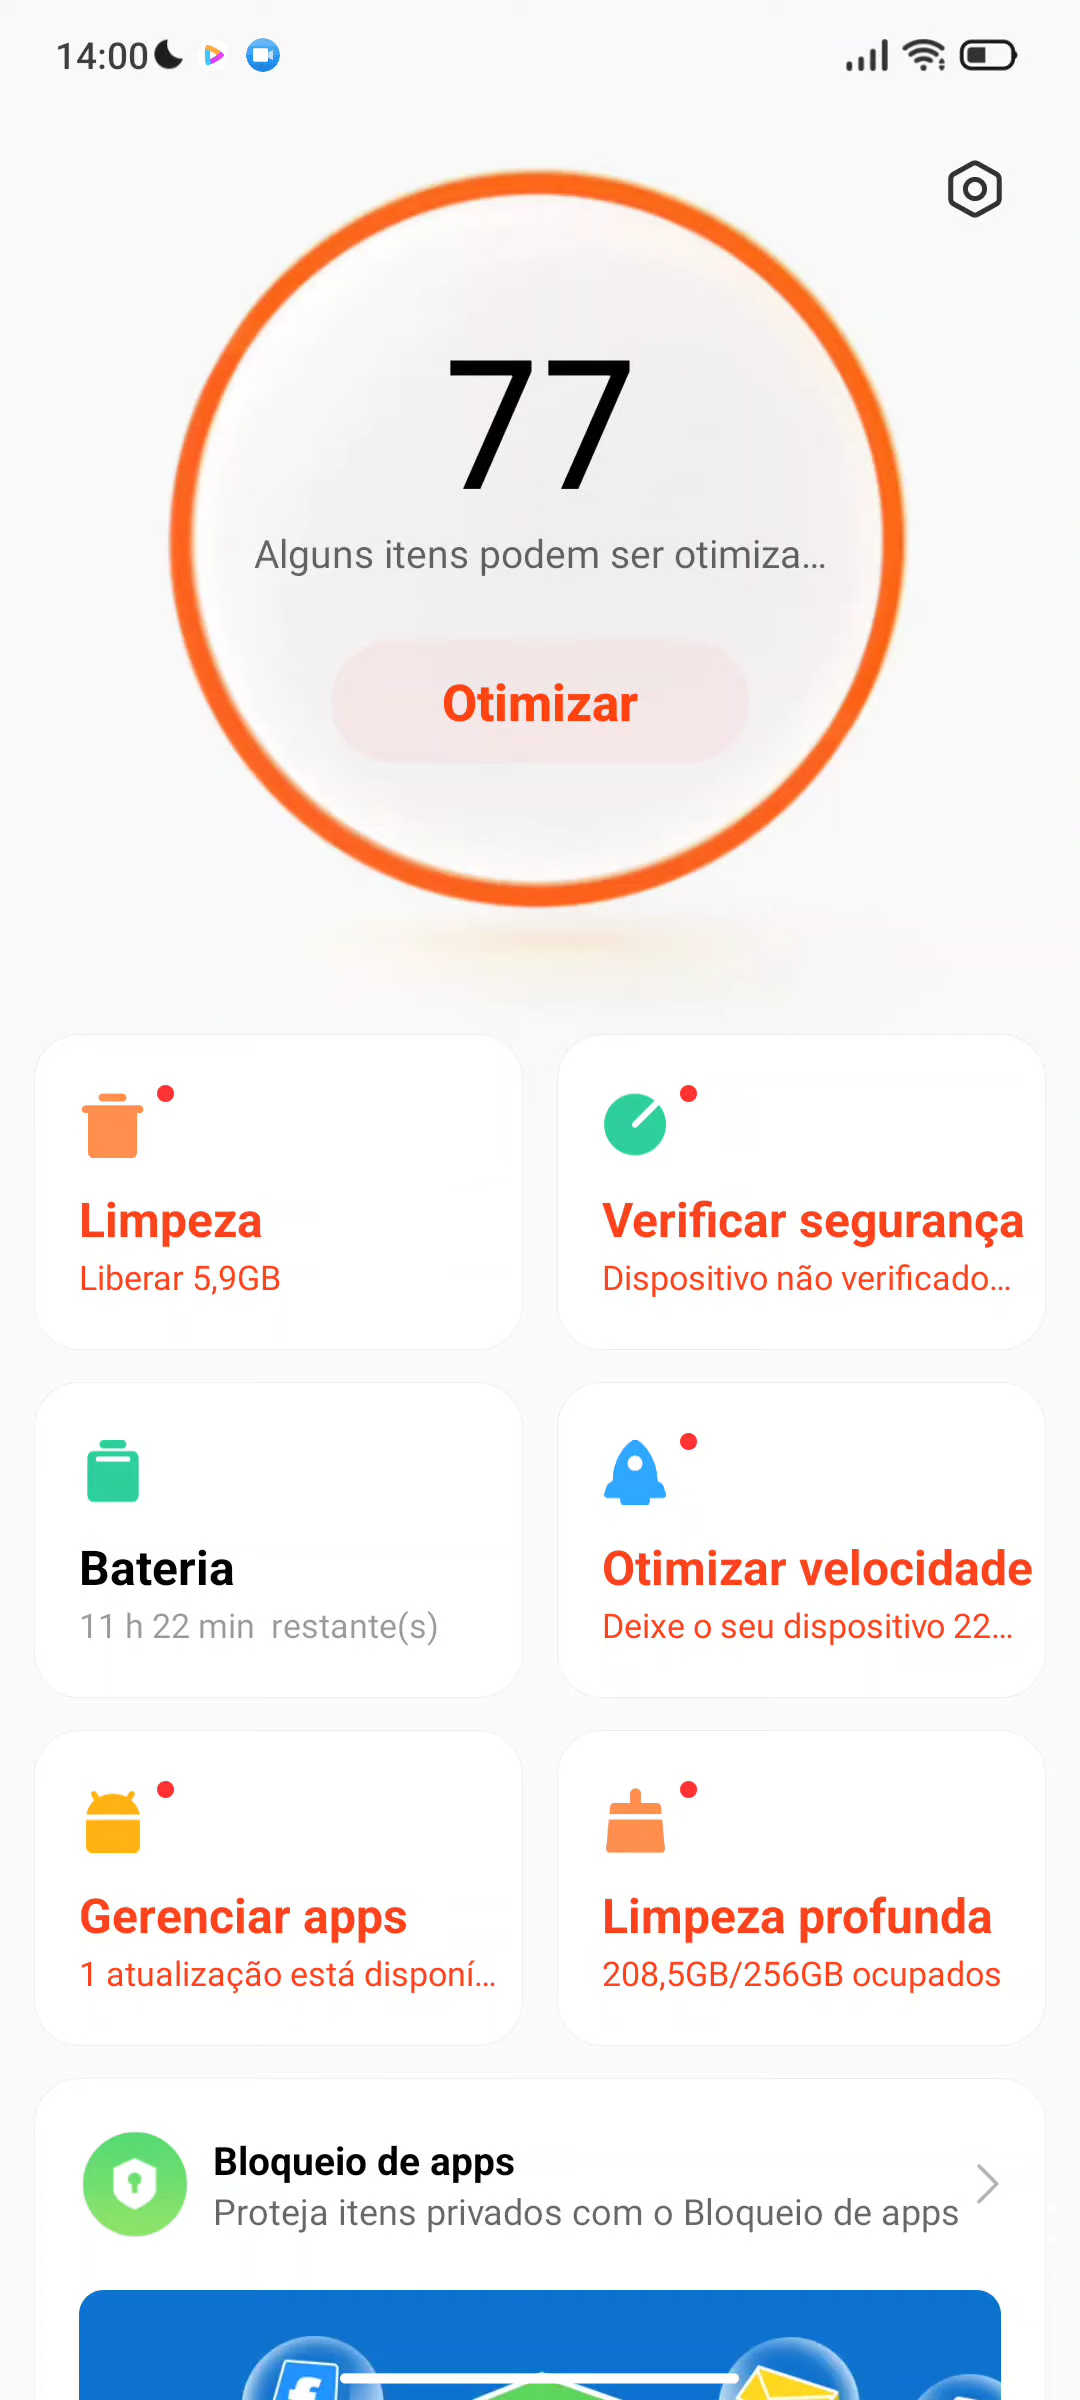 14:00
77
Alguns itens podem ser otimiza...
Otimizar
Limpeza
Liberar 5,9GB
Verificar segurança
Dispositivo não verificado...
Bateria
11 h 22 min restante(s)
Otimizar velocidade
Deixe o seu dispositivo 22...
Gerenciar apps
1 atualização está disponí...
Limpeza profunda
208,5GB/256GB ocupados
Bloqueio de apps
Proteja itens privados com o Bloqueio de apps